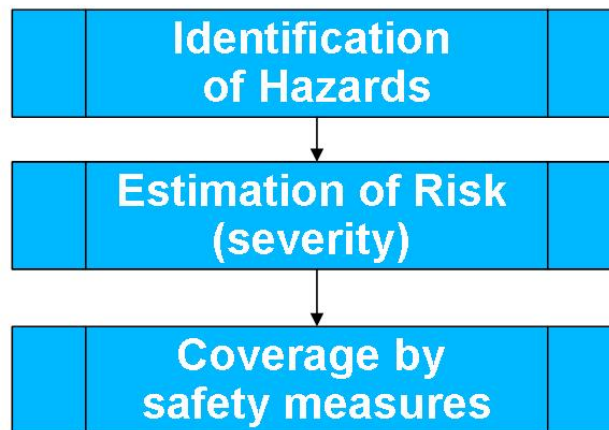 Identification
of Hazards
Estimation of Risk
(severity)
Coverage by
safety measures